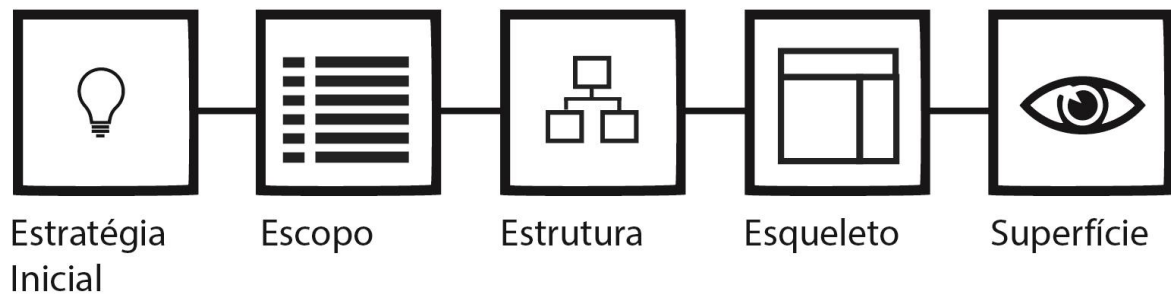 Estratégia Inicial
Escopo
Estrutura
Esqueleto
Superfície